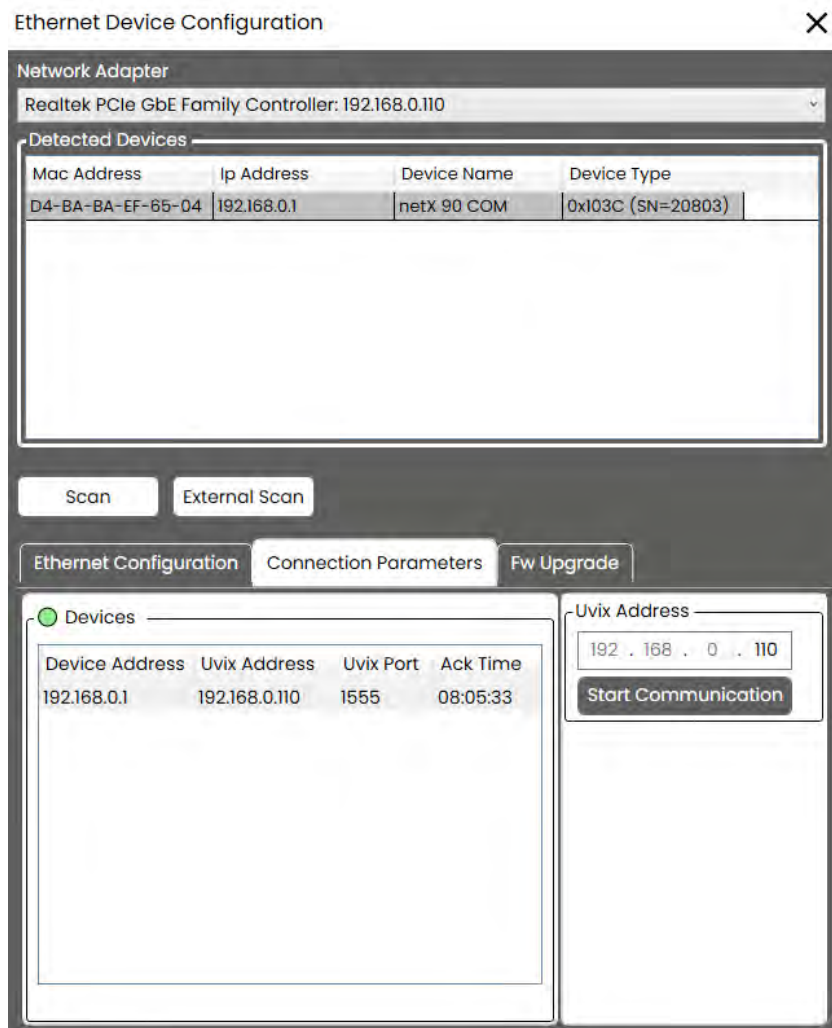 Ethernet Device Configuration
Network Adapter
Realtek PCIe GbE Family Controller: 192.168.0.110
Detected Devices
Mac Address Ip Address Device Name Device Type
D4-BA-BA-EF-65-04 192.168.0.1 netX 90 COM 0x103C (SN=20803)
Scan External Scan
Ethernet Configuration Connection Parameters Fw Upgrade
Devices
Device Address Uvix Address Uvix Port Ack Time
192.168.0.1 192.168.0.110 1555 08:05:33
Uvix Address
192 . 168 . 0 . 110
Start Communication